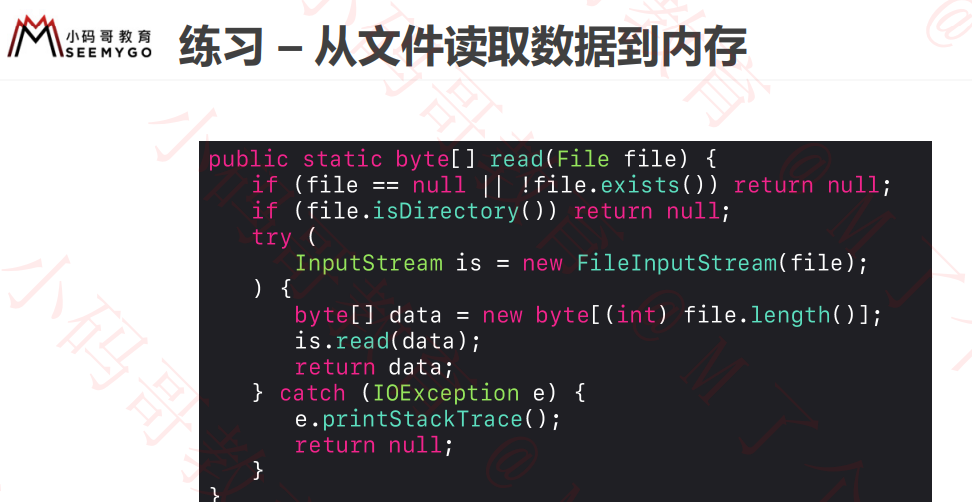 小码哥教育
SEEMYGO
练习 – 从文件读取数据到内存
public static byte[] read(File file) {
if (file == null || !file.exists()) return null;
if (file.isDirectory()) return null;
try (
InputStream is = new FileInputStream(file);
) {
byte[] data = new byte[(int) file.length()];
is.read(data);
return data;
} catch (IOException e) {
e.printStackTrace();
return null;
}
}